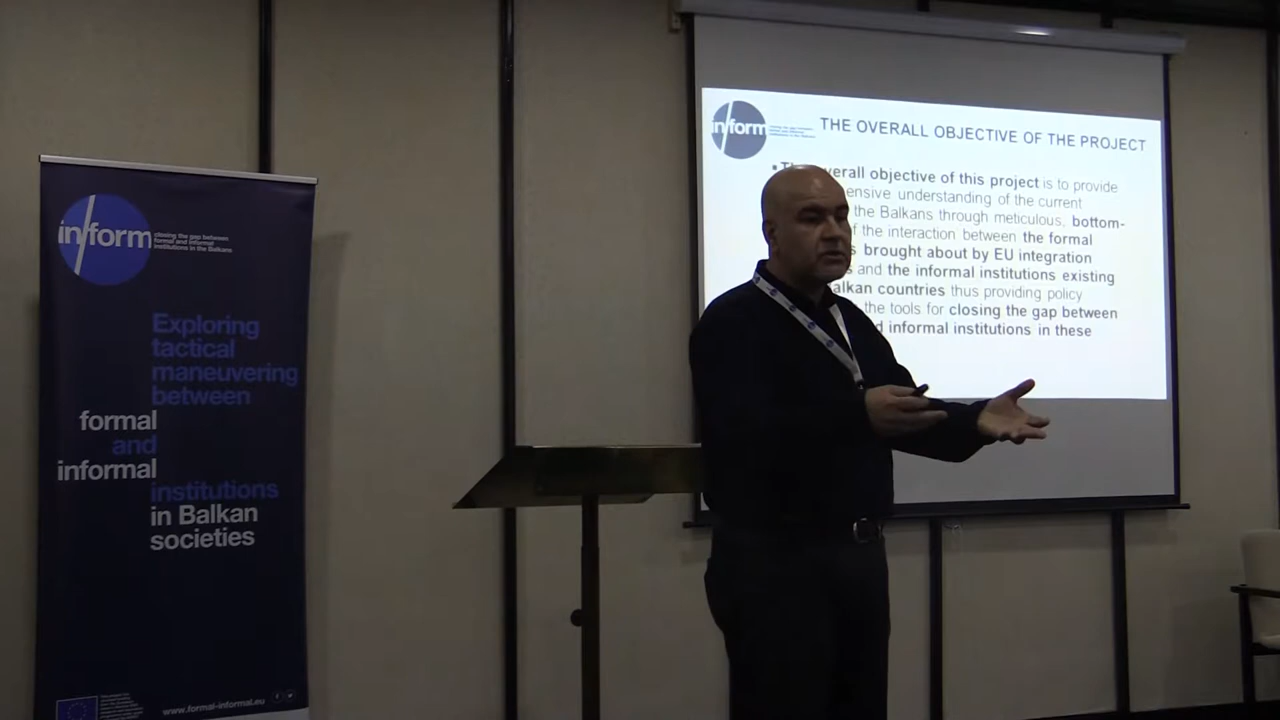 in/form
closing the gap between
formal and informal
institutions in the Balkans
Exploring
tactical
maneuvering
between
formal
and
informal
institutions
in Balkan
societies
www.formal-informal.eu
in/form
THE OVERALL OBJECTIVE OF THE PROJECT
• overall objective of this project is to provide
understanding of the current
the Balkans through meticulous, bottom-
of the interaction between the formal
brought about by EU integration
and the informal institutions existing
countries thus providing policy
the tools for closing the gap between
informal institutions in these